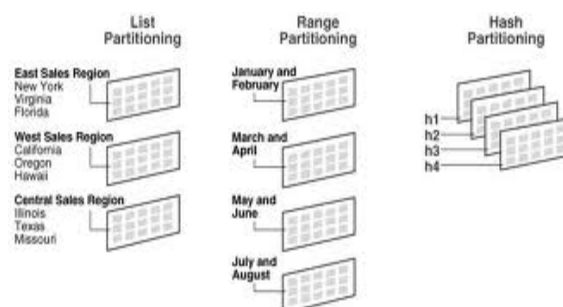 List
Partitioning
East Sales Region
New York
Virginia
Florida
West Sales Region
California
Oregon
Hawaii
Central Sales Region
Illinois
Texas
Missouri
Range
Partitioning
January and
February
March and
April
May and
June
July and
August
Hash
Partitioning
h1
h2
h3
h4